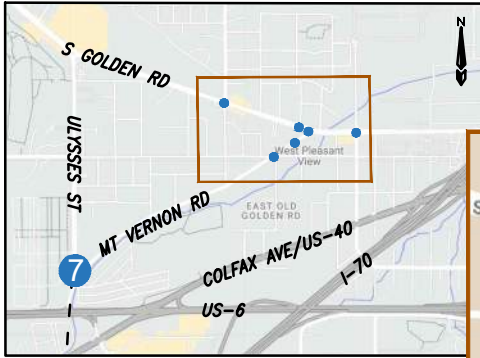 N
S GOLDEN RD
ULYSSES ST
West Pleasant
View
MT VERNON RD
EAST OLD
GOLDEN RD
7
COLFAX AVE/US-40
I-70
US-6
S